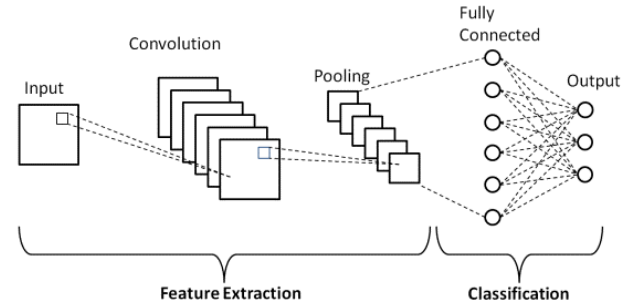 Fully
Connected
Convolution
Pooling
Input
Output
Feature Extraction
Classification